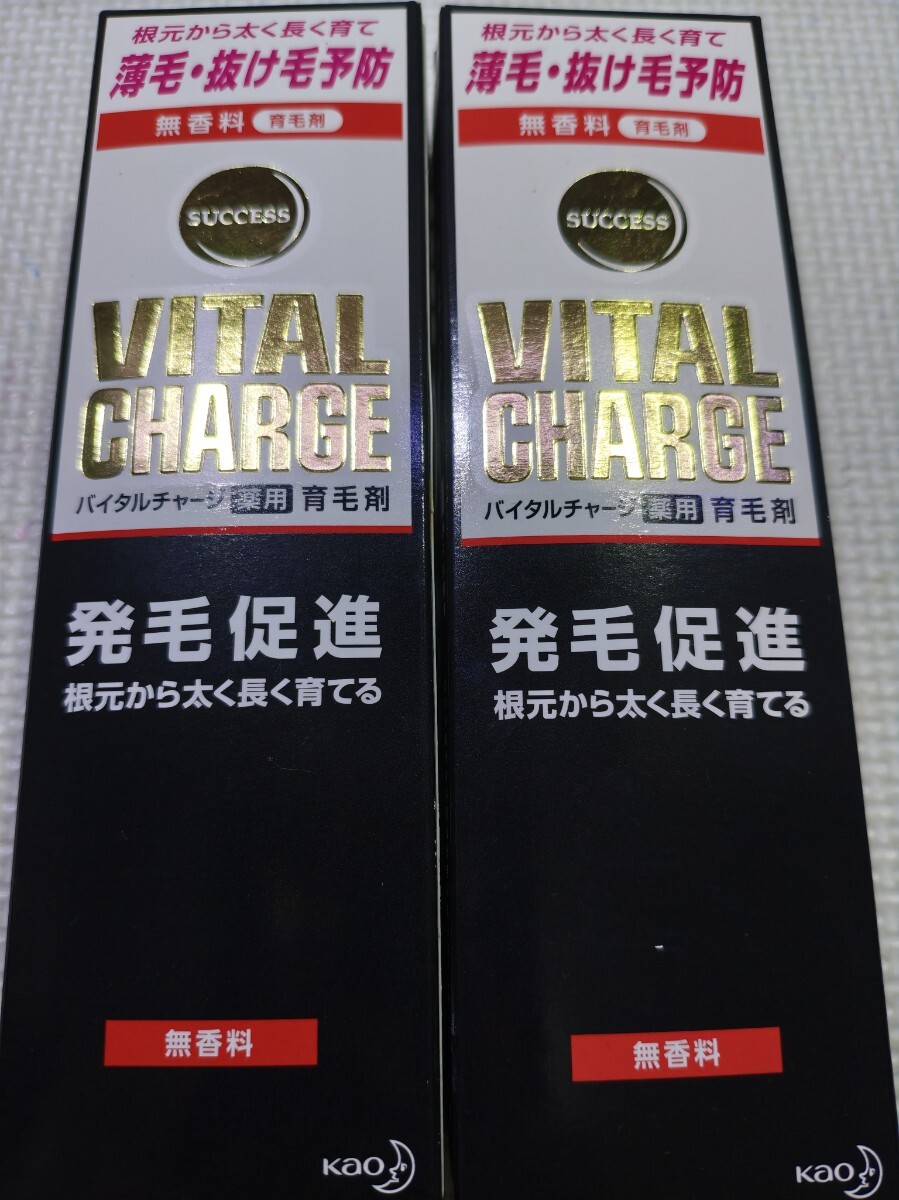 根元から太く長く育て
薄毛・抜け毛予防
無香料 育毛剤
SUCCESS
VITAL
CHARGE
バイタルチャージ 薬用 育毛剤
発毛促進
根元から太く長く育てる
無香料
Kao
根元から太く長く育て
薄毛・抜け毛予防
無香料 育毛剤
SUCCESS
VITAL
CHARGE
バイタルチャージ 薬用 育毛剤
発毛促進
根元から太く長く育てる
無香料
Kao